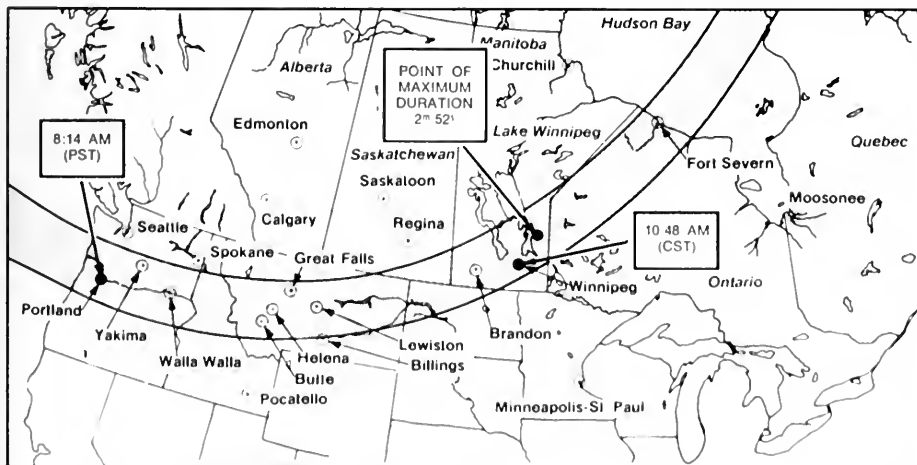 Hudson Bay
Manitoba
Churchill
Alberta
POINT OF
MAXIMUM
DURATION
2ᵐ 52ˢ
8:14 AM
(PST)
Edmonton
Lake Winnipeg
Quebec
Saskatchewan
Fort Severn
Saskaloon
Moosonee
Calgary
Regina
10 48 AM
(CST)
Seattle
Spokane
Great Falls
Ontario
Winnipeg
Portland
Yakima
Lewiston
Brandon
Walla Walla
Helena
Billings
Bulle
Pocatello
Minneapolis-St Paul